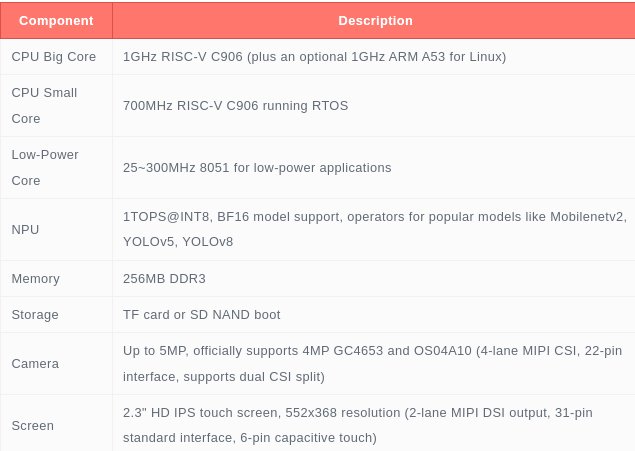 Component Description
CPU Big Core 1GHz RISC-V C906 (plus an optional 1GHz ARM A53 for Linux)
CPU Small
Core
700MHz RISC-V C906 running RTOS
Low-Power
Core
25~300MHz 8051 for low-power applications
NPU
1TOPS@INT8, BF16 model support, operators for popular models like Mobilenetv2,
YOLOv5, YOLOv8
Memory 256MB DDR3
Storage TF card or SD NAND boot
Camera
Up to 5MP, officially supports 4MP GC4653 and OS04A10 (4-lane MIPI CSI, 22-pin
interface, supports dual CSI split)
Screen
2.3" HD IPS touch screen, 552x368 resolution (2-lane MIPI DSI output, 31-pin
standard interface, 6-pin capacitive touch)